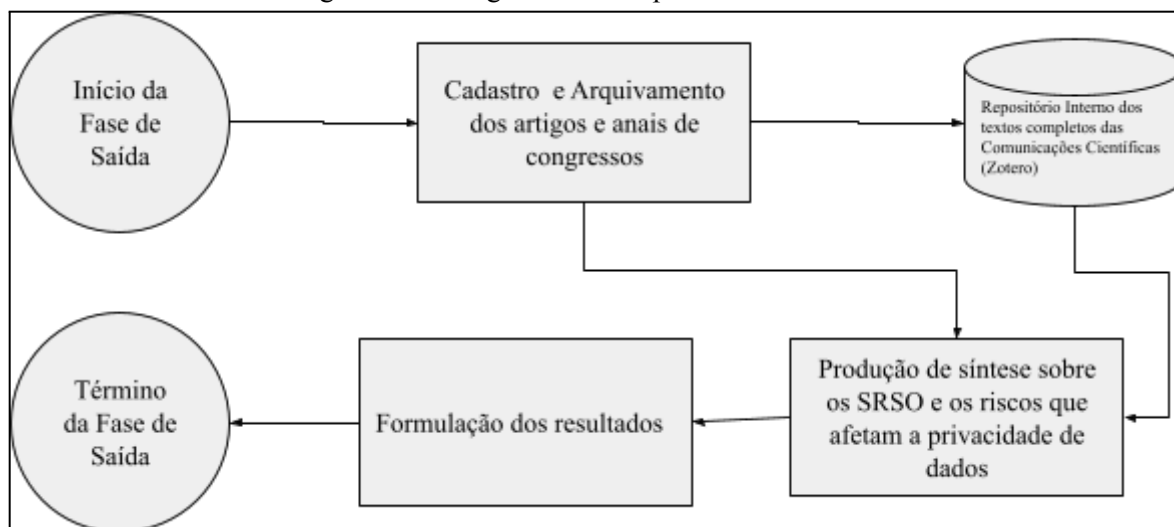 Início da
Fase de
Saída
Cadastro e Arquivamento
dos artigos e anais de
congressos
Repositório Interno dos
textos completos das
Comunicações Científicas
(Zotero)
Término
da Fase de
Saída
Formulação dos resultados
Produção de síntese sobre
os SRSO e os riscos que
afetam a privacidade de
dados